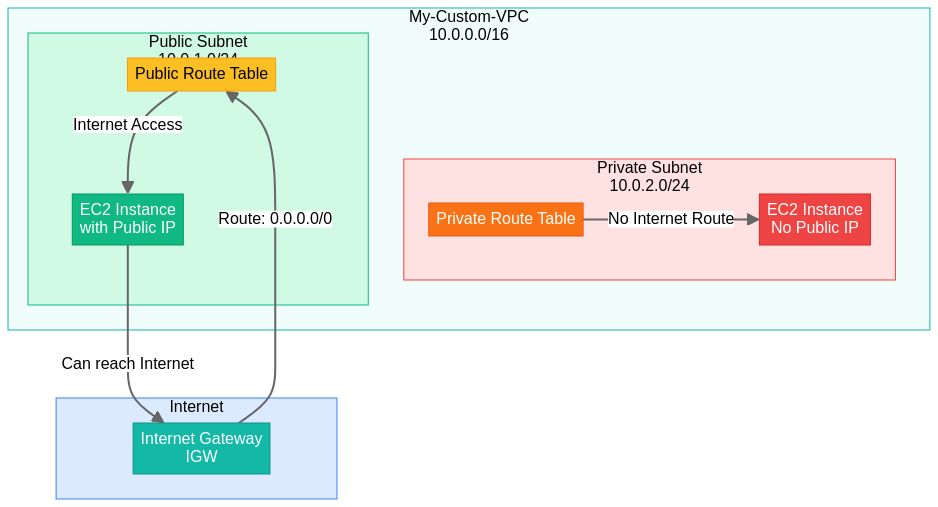 My-Custom-VPC
10.0.0.0/16
Public Subnet
10.0.1.0/24
Public Route Table
Internet Access
EC2 Instance
with Public IP
Route: 0.0.0.0/0
Private Subnet
10.0.2.0/24
Private Route Table
No Internet Route
EC2 Instance
No Public IP
Can reach Internet
Internet
Internet Gateway
IGW